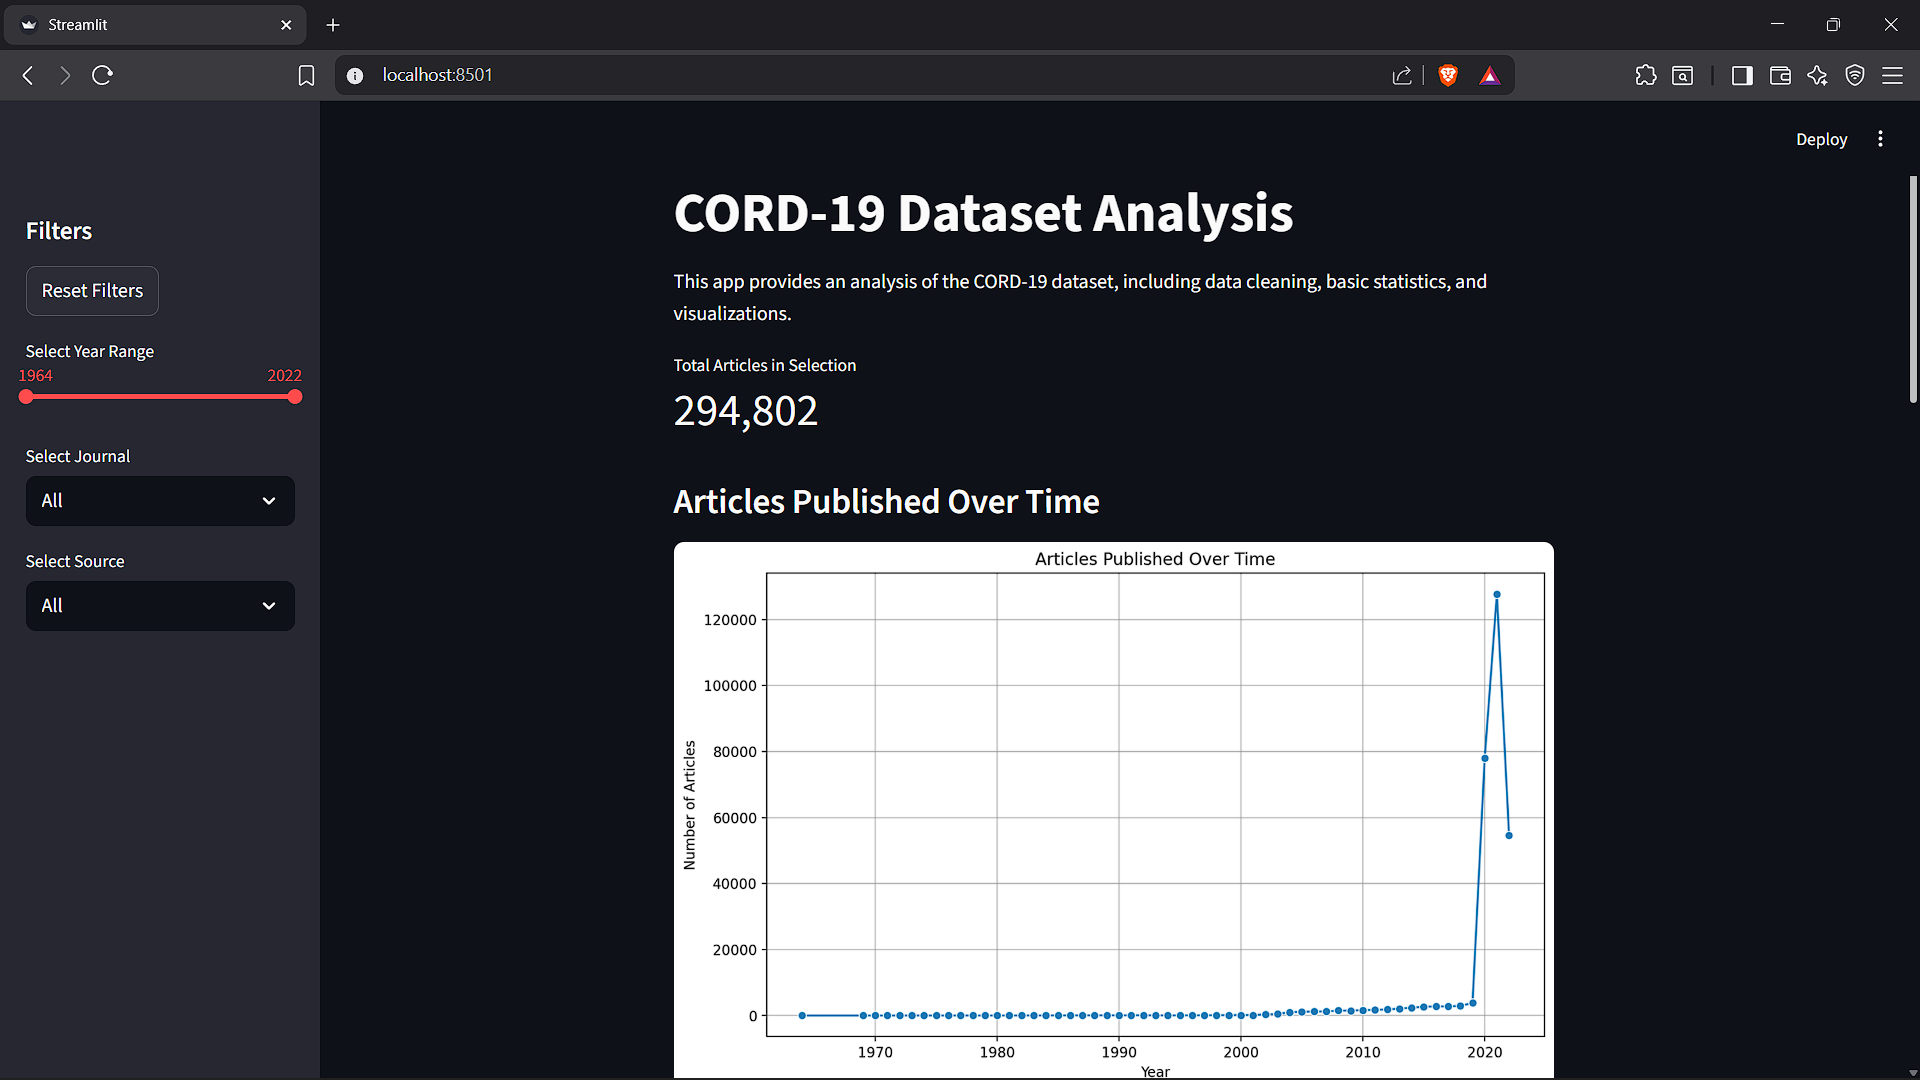 Streamlit
localhost:8501
Deploy
Filters
Reset Filters
Select Year Range
1964 2022
Select Journal
All
Select Source
All
CORD-19 Dataset Analysis
This app provides an analysis of the CORD-19 dataset, including data cleaning, basic statistics, and
visualizations.
Total Articles in Selection
294,802
Articles Published Over Time
Articles Published Over Time
120000
100000
80000
60000
40000
20000
0
Number of Articles
1970 1980 1990 2000 2010 2020
Year